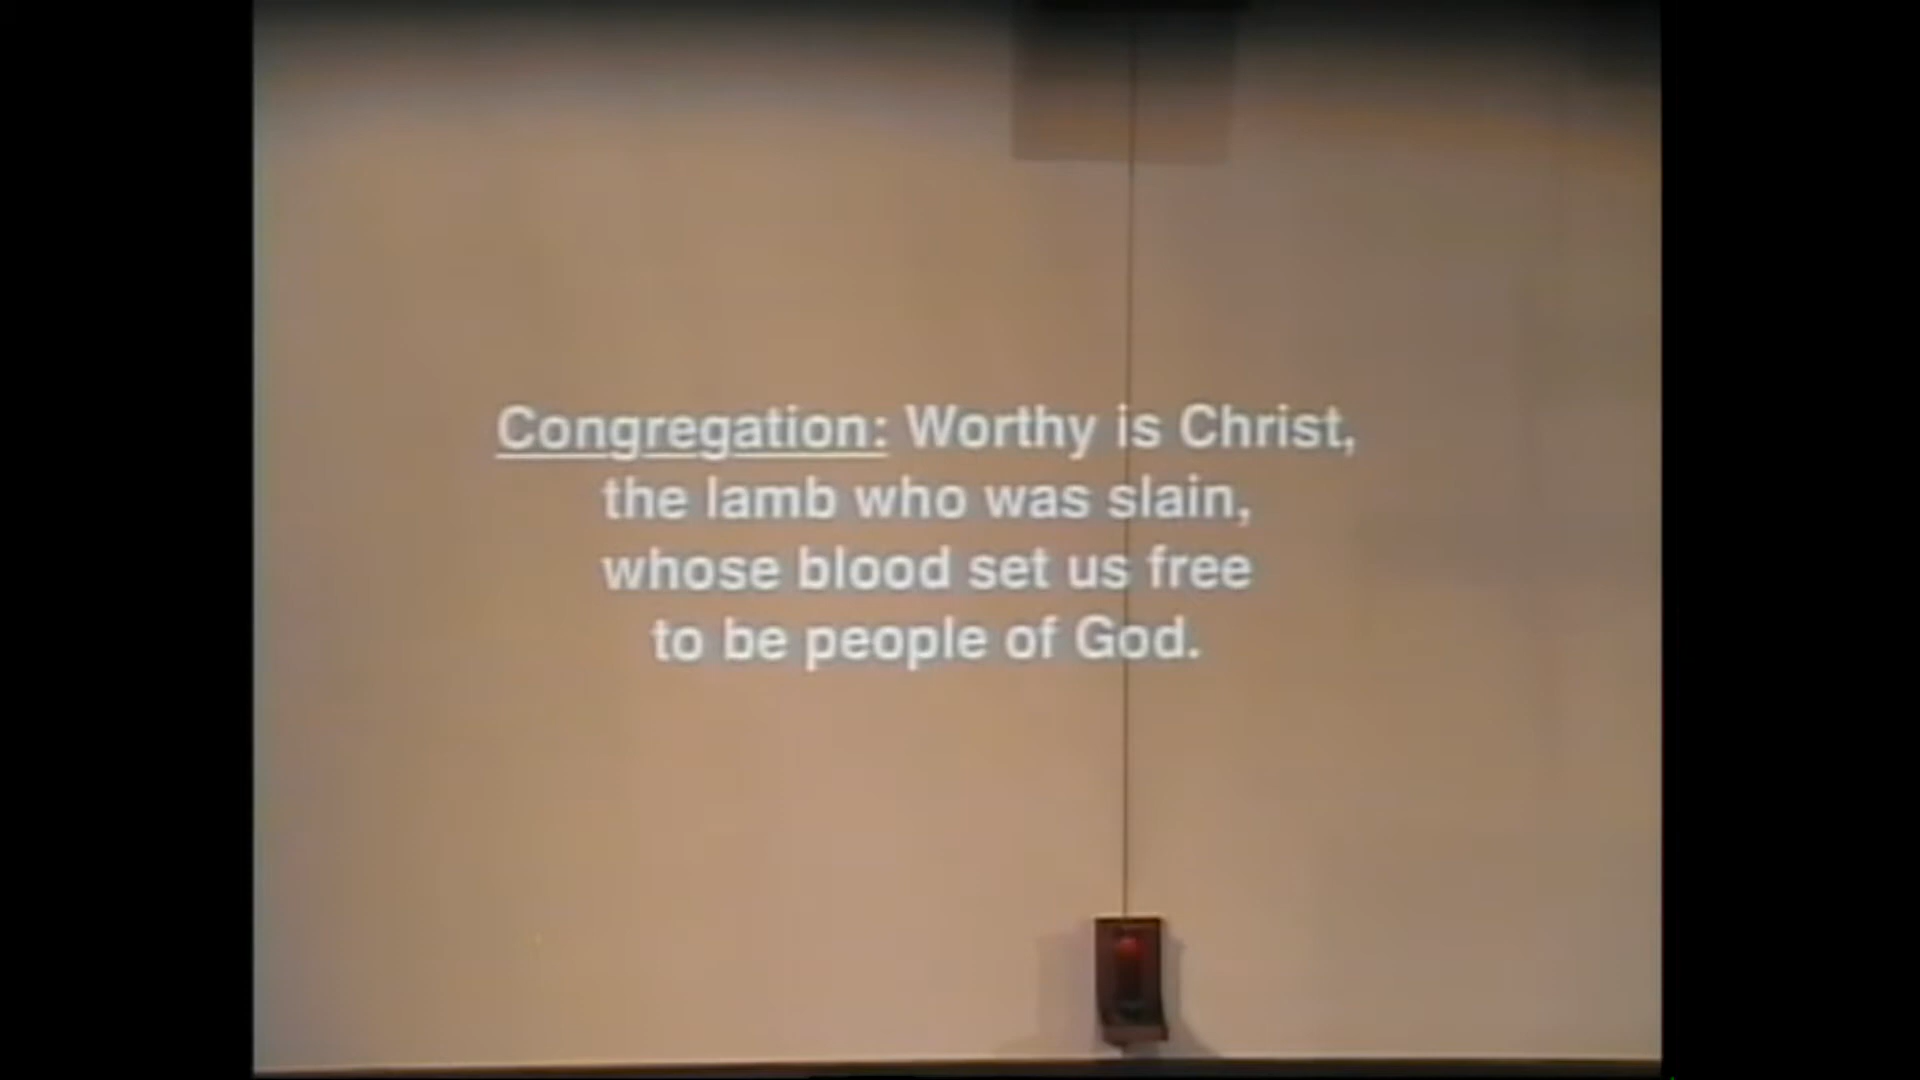 Congregation: Worthy is Christ,
the lamb who was slain,
whose blood set us free
to be people of God.